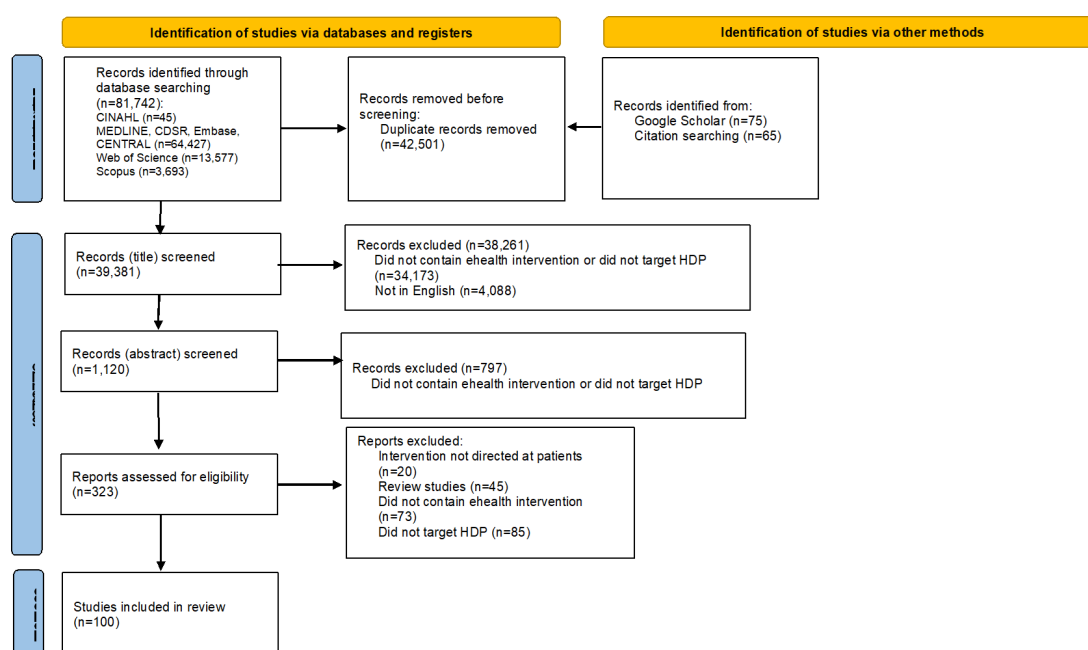 Identification of studies via databases and registers
Identification of studies via other methods
Records identified through
database searching
(n=81,742):
CINAHL (n=45)
MEDLINE, CDSR, Embase,
CENTRAL (n=64,427)
Web of Science (n=13,577)
Scopus (n=3,693)
Records removed before
screening:
Duplicate records removed
(n=42,501)
Records identified from:
Google Scholar (n=75)
Citation searching (n=65)
Records (title) screened
(n=39,381)
Records excluded (n=38,261)
Did not contain ehealth intervention or did not target HDP
(n=34,173)
Not in English (n=4,088)
Records (abstract) screened
(n=1,120)
Records excluded (n=797)
Did not contain ehealth intervention or did not target HDP
Reports assessed for eligibility
(n=323)
Reports excluded:
Intervention not directed at patients
(n=20)
Review studies (n=45)
Did not contain ehealth intervention
(n=73)
Did not target HDP (n=85)
Studies included in review
(n=100)